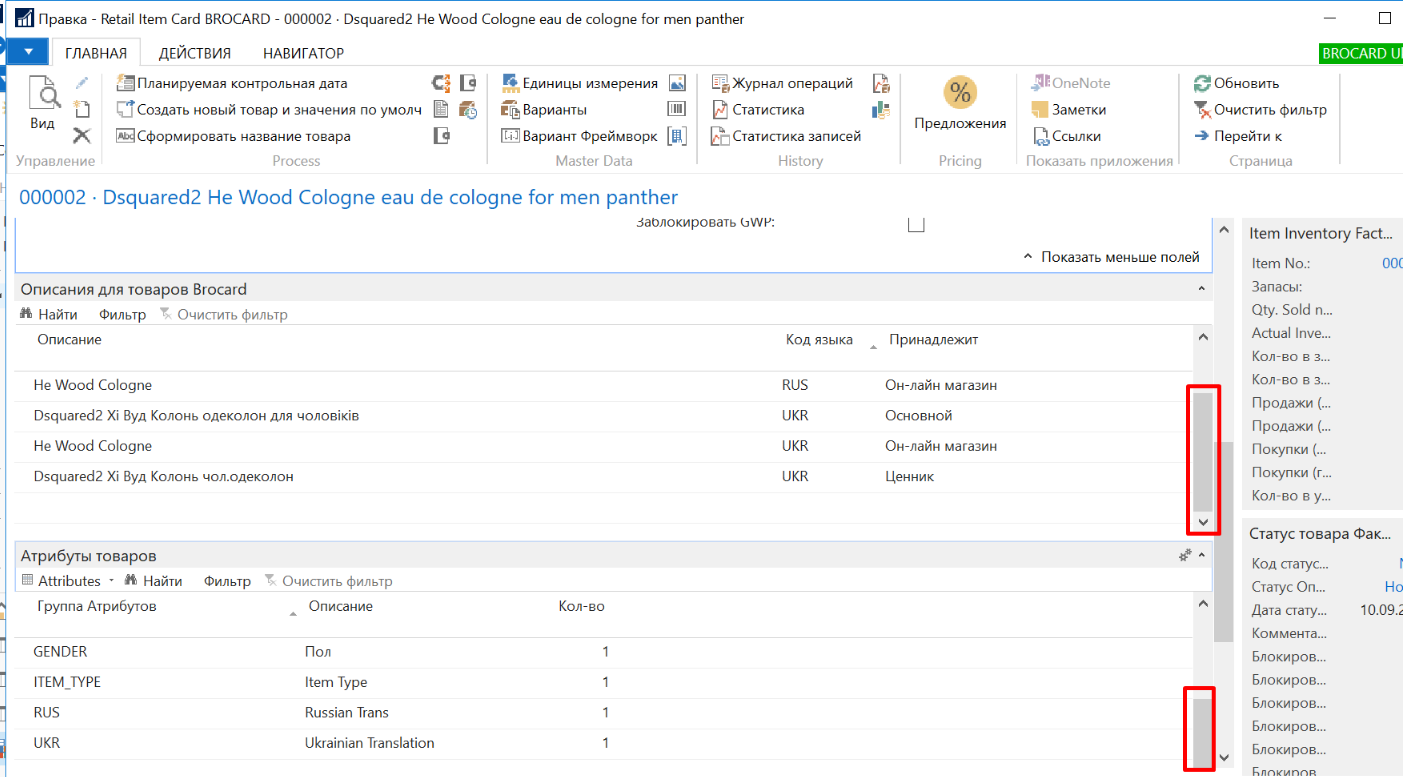 Правка - Retail Item Card BROCARD - 000002 · Dsquared2 He Wood Cologne eau de cologne for men panther
ГЛАВНАЯ ДЕЙСТВИЯ НАВИГАТОР
BROCARD
Вид
Управление
Планируемая контрольная дата
Создать новый товар и значения по умолч
Abc Сформировать название товара
Process
Единицы измерения
Варианты
Вариант Фреймворк
Master Data
Журнал операций
Статистика
Статистика записей
History
%
Предложения
Pricing
OneNote
Заметки
Ссылки
Показать приложения
Обновить
Очистить фильтр
Перейти к
Страница
000002 · Dsquared2 He Wood Cologne eau de cologne for men panther
Заблокировать GWP:
Показать меньше полей
Описания для товаров Brocard
Найти Фильтр Очистить фильтр
Описание Код языка Принадлежит
He Wood Cologne RUS Он-лайн магазин
Dsquared2 Хі Вуд Колонь одеколон для чоловіків UKR Основной
He Wood Cologne UKR Он-лайн магазин
Dsquared2 Хі Вуд Колонь чол.одеколон UKR Ценник
Атрибуты товаров
Attributes Найти Фильтр Очистить фильтр
Группа Атрибутов Описание Кол-во
GENDER Пол 1
ITEM_TYPE Item Type 1
RUS Russian Trans 1
UKR Ukrainian Translation 1
Item Inventory Fact...
Item No.: 000
Запасы:
Qty. Sold n...
Actual Inve...
Кол-во в з...
Кол-во в з...
Продажи (...
Продажи (...
Покупки (...
Покупки (г...
Кол-во в у...
Статус товара Фак...
Код статус...
Статус Оп... Но
Дата стату... 10.09.2
Коммента...
Блокиров...
Блокиров...
Блокиров...
Блокиров...
Блокиров...
Блокиров...